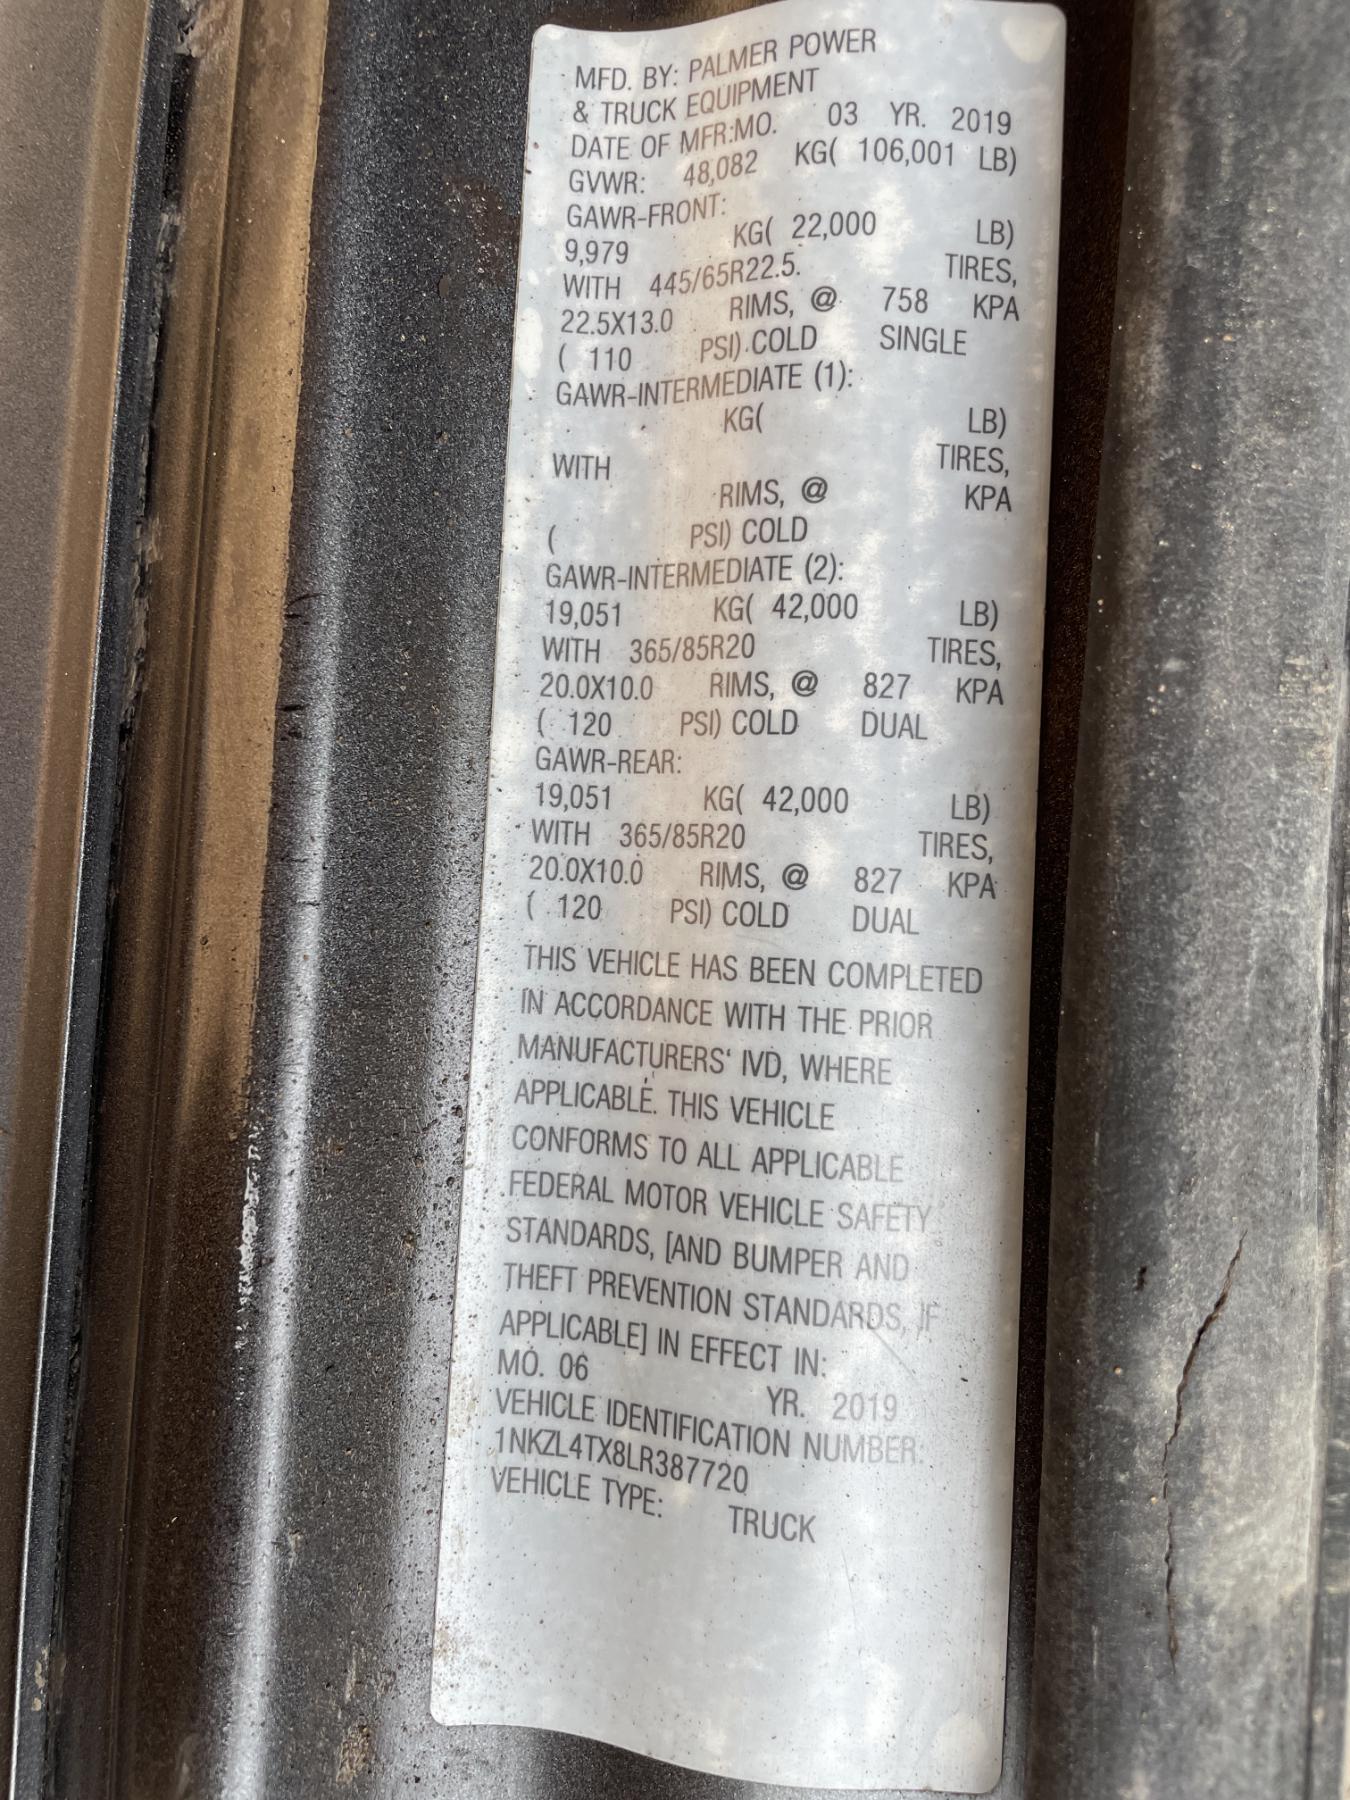 MFD. BY: PALMER POWER
& TRUCK EQUIPMENT
DATE OF MFR:MO. 03 YR. 2019
GVWR: 48,082 KG( 106,001 LB)
GAWR-FRONT:
9,979 KG( 22,000 LB)
WITH 445/65R22.5. TIRES,
22.5X13.0 RIMS, @ 758 KPA
( 110 PSI) COLD SINGLE
GAWR-INTERMEDIATE (1):
KG( LB)
WITH TIRES,
RIMS, @ KPA
( PSI) COLD
GAWR-INTERMEDIATE (2):
19,051 KG( 42,000 LB)
WITH 365/85R20 TIRES,
20.0X10.0 RIMS, @ 827 KPA
( 120 PSI) COLD DUAL
GAWR-REAR:
19,051 KG( 42,000 LB)
WITH 365/85R20 TIRES,
20.0X10.0 RIMS, @ 827 KPA
( 120 PSI) COLD DUAL
THIS VEHICLE HAS BEEN COMPLETED
IN ACCORDANCE WITH THE PRIOR
MANUFACTURERS' IVD, WHERE
APPLICABLE. THIS VEHICLE
CONFORMS TO ALL APPLICABLE
FEDERAL MOTOR VEHICLE SAFETY
STANDARDS, [AND BUMPER AND
THEFT PREVENTION STANDARDS, IF
APPLICABLE] IN EFFECT IN:
MO. 06 YR. 2019
VEHICLE IDENTIFICATION NUMBER:
1NKZL4TX8LR387720
VEHICLE TYPE: TRUCK